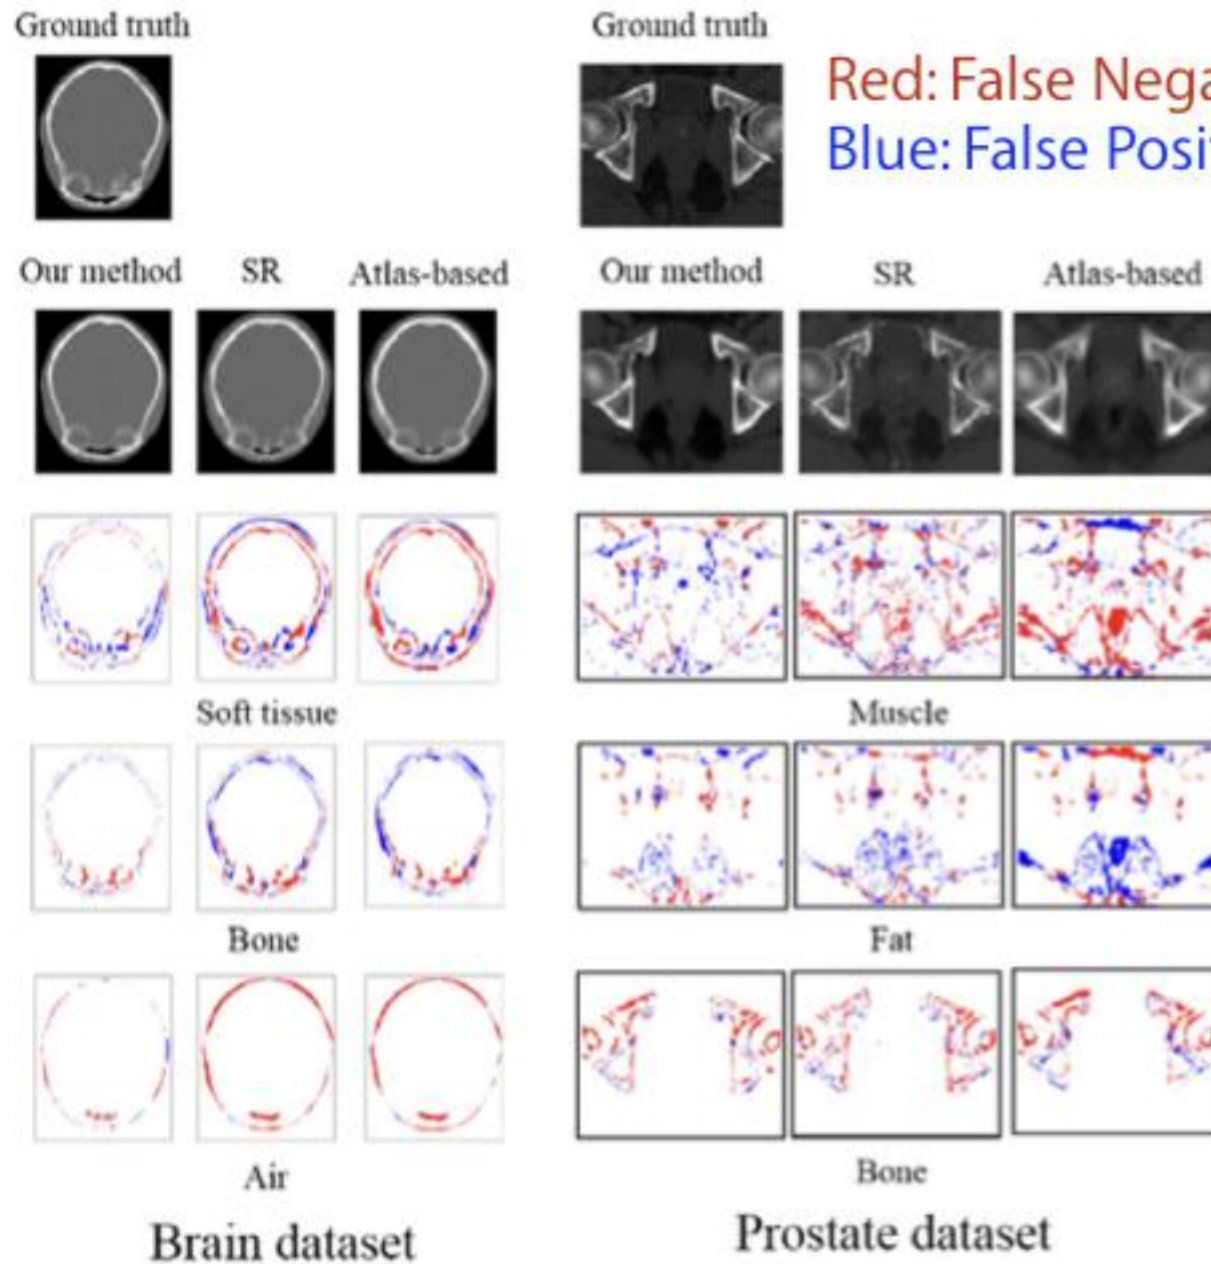 Ground truth
Ground truth
Red: False Nega
Blue: False Posit
Our method SR Atlas-based
Our method SR Atlas-based
Soft tissue
Muscle
Bone
Fat
Air
Bone
Brain dataset
Prostate dataset